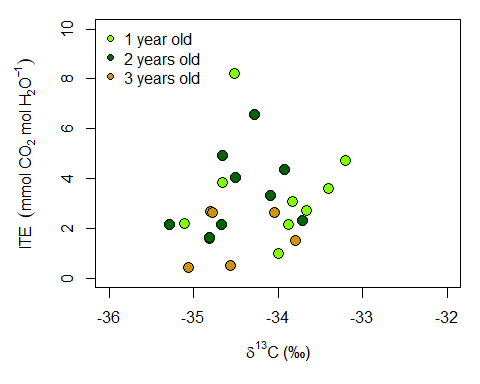 10
8
6
4
2
0
ITE (mmol CO₂ mol H₂O⁻¹)
1 year old
2 years old
3 years old
-36 -35 -34 -33 -32
δ¹³C (‰)